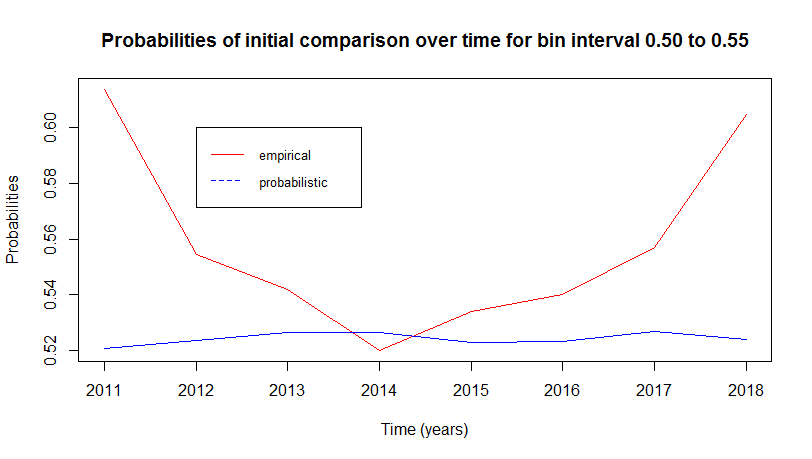 Probabilities of initial comparison over time for bin interval 0.50 to 0.55
Probabilities
0.60
0.58
0.56
0.54
0.52
empirical
probabilistic
2011 2012 2013 2014 2015 2016 2017 2018
Time (years)